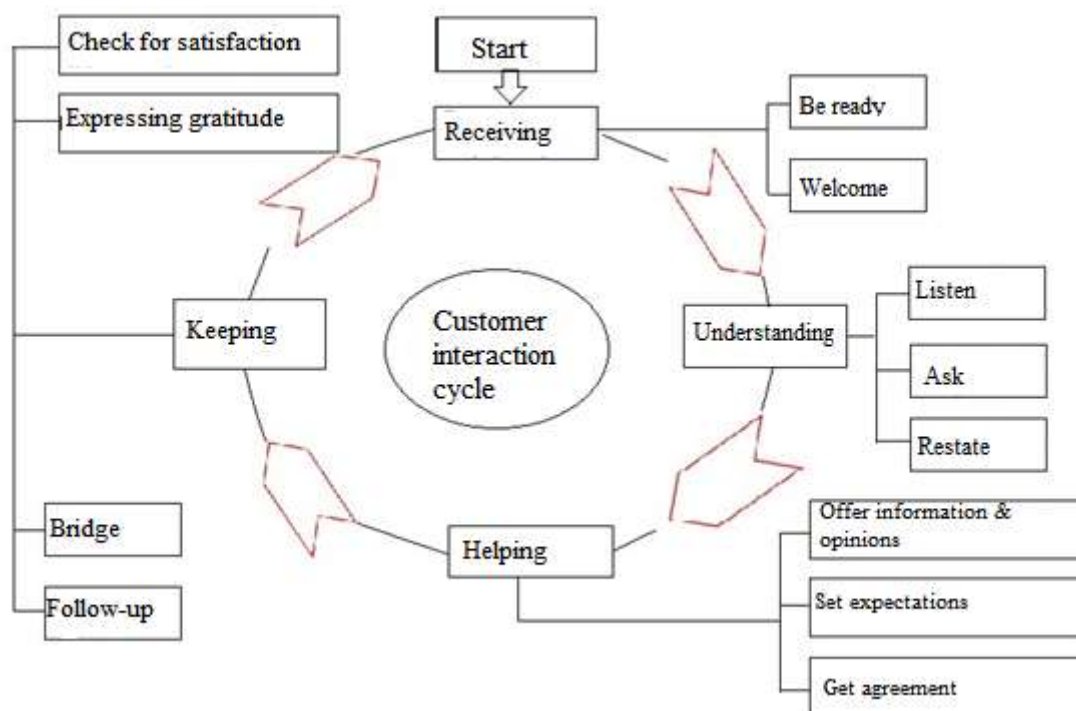 Start
Receiving
Be ready
Welcome
Understanding
Listen
Ask
Restate
Helping
Offer information &
opinions
Set expectations
Get agreement
Keeping
Check for satisfaction
Expressing gratitude
Bridge
Follow-up
Customer
interaction
cycle